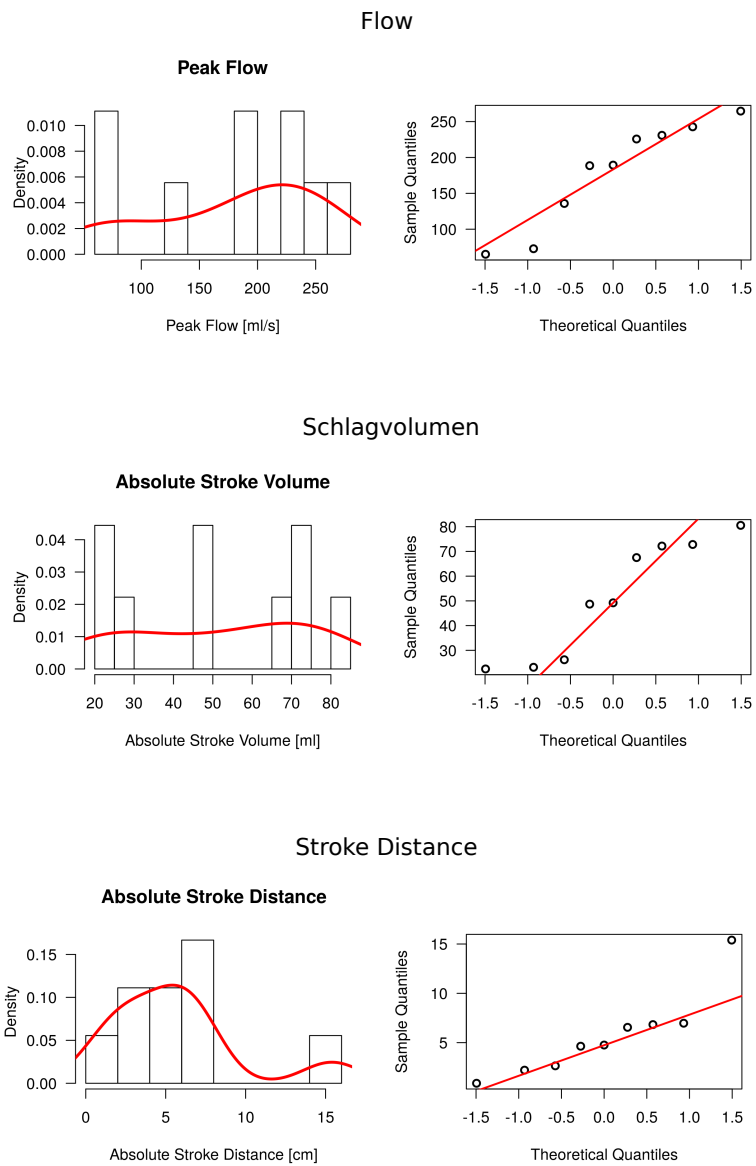 Flow
Peak Flow
Density
0.000
0.002
0.004
0.006
0.008
0.010
100 150 200 250
Peak Flow [ml/s]
Sample Quantiles
100
150
200
250
-1.5 -1.0 -0.5 0.0 0.5 1.0 1.5
Theoretical Quantiles
Schlagvolumen
Absolute Stroke Volume
Density
0.00
0.01
0.02
0.03
0.04
20 30 40 50 60 70 80
Absolute Stroke Volume [ml]
Sample Quantiles
30
40
50
60
70
80
-1.5 -1.0 -0.5 0.0 0.5 1.0 1.5
Theoretical Quantiles
Stroke Distance
Absolute Stroke Distance
Density
0.00
0.05
0.10
0.15
0 5 10 15
Absolute Stroke Distance [cm]
Sample Quantiles
5
10
15
-1.5 -1.0 -0.5 0.0 0.5 1.0 1.5
Theoretical Quantiles